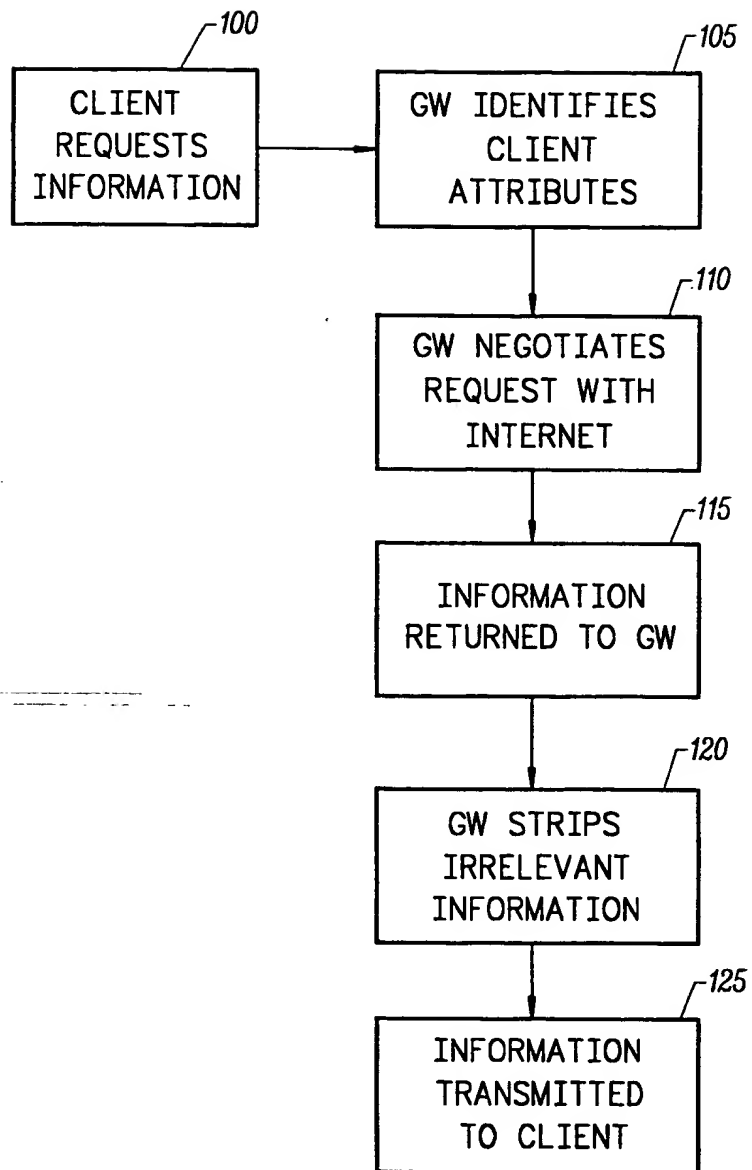 100
CLIENT
REQUESTS
INFORMATION
105
GW IDENTIFIES
CLIENT
ATTRIBUTES
110
GW NEGOTIATES
REQUEST WITH
INTERNET
115
INFORMATION
RETURNED TO GW
120
GW STRIPS
IRRELEVANT
INFORMATION
125
INFORMATION
TRANSMITTED
TO CLIENT